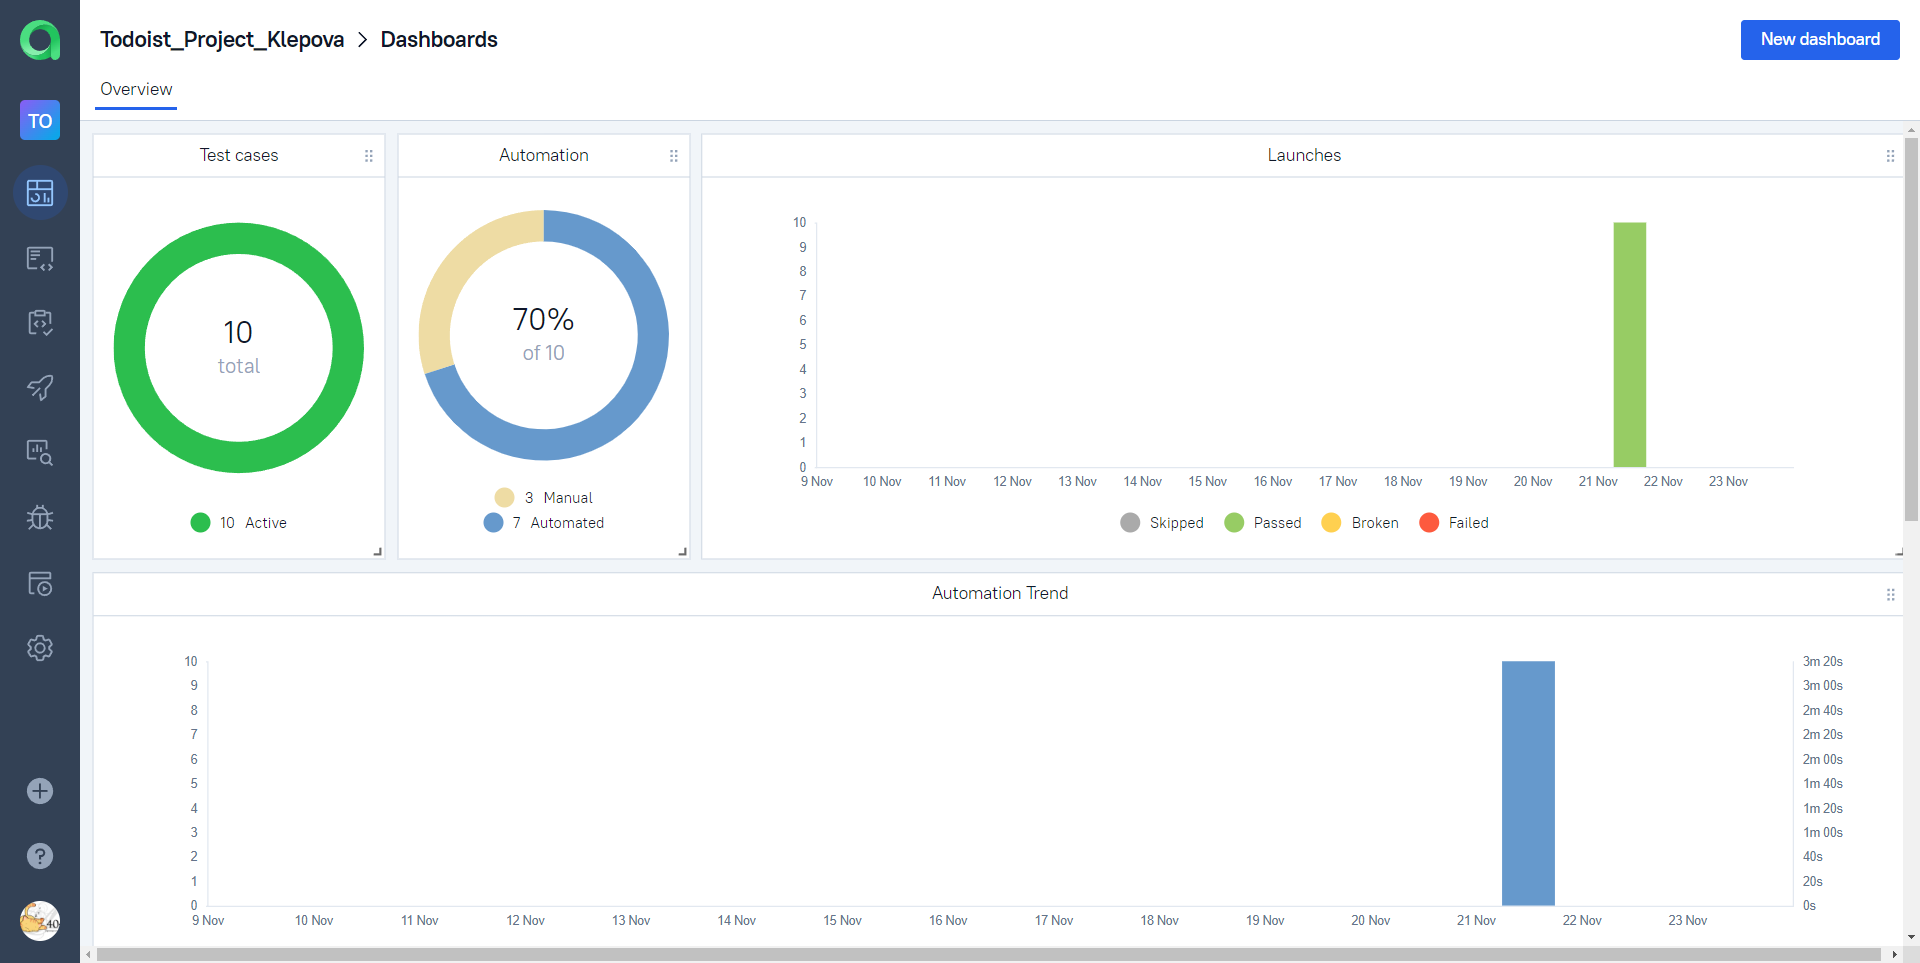 Todoist_Project_Klepova > Dashboards
New dashboard
Overview
TO
Test cases
10
total
10 Active
Automation
70%
of 10
3 Manual
7 Automated
Launches
10
9
8
7
6
5
4
3
2
1
0
9 Nov 10 Nov 11 Nov 12 Nov 13 Nov 14 Nov 15 Nov 16 Nov 17 Nov 18 Nov 19 Nov 20 Nov 21 Nov 22 Nov 23 Nov
Skipped Passed Broken Failed
Automation Trend
10
9
8
7
6
5
4
3
2
1
0
3m 20s
3m 00s
2m 40s
2m 20s
2m 00s
1m 40s
1m 20s
1m 00s
40s
20s
0s
9 Nov 10 Nov 11 Nov 12 Nov 13 Nov 14 Nov 15 Nov 16 Nov 17 Nov 18 Nov 19 Nov 20 Nov 21 Nov 22 Nov 23 Nov
?
40